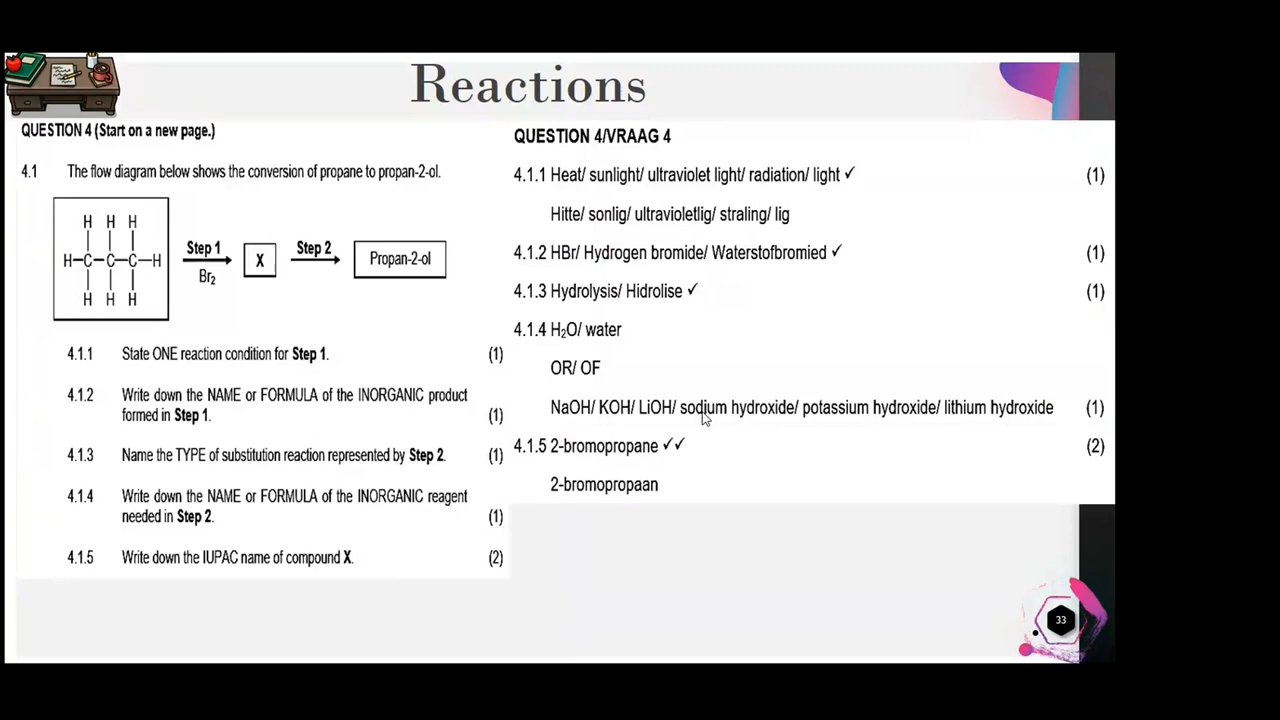 Reactions
QUESTION 4 (Start on a new page.)
4.1 The flow diagram below shows the conversion of propane to propan-2-ol.
H H H
H-C-C-C-H
H H H
Step 1
Br₂
X
Step 2
Propan-2-ol
4.1.1 State ONE reaction condition for Step 1. (1)
4.1.2 Write down the NAME or FORMULA of the INORGANIC product
formed in Step 1. (1)
4.1.3 Name the TYPE of substitution reaction represented by Step 2. (1)
4.1.4 Write down the NAME or FORMULA of the INORGANIC reagent
needed in Step 2. (1)
4.1.5 Write down the IUPAC name of compound X. (2)
QUESTION 4/VRAAG 4
4.1.1 Heat/ sunlight/ ultraviolet light/ radiation/ light ✓ (1)
Hitte/ sonlig/ ultravioletlig/ straling/ lig
4.1.2 HBr/ Hydrogen bromide/ Waterstofbromied ✓ (1)
4.1.3 Hydrolysis/ Hidrolise ✓ (1)
4.1.4 H₂O/ water
OR/ OF
NaOH/ KOH/ LiOH/ sodium hydroxide/ potassium hydroxide/ lithium hydroxide (1)
4.1.5 2-bromopropane ✓✓ (2)
2-bromopropaan
33